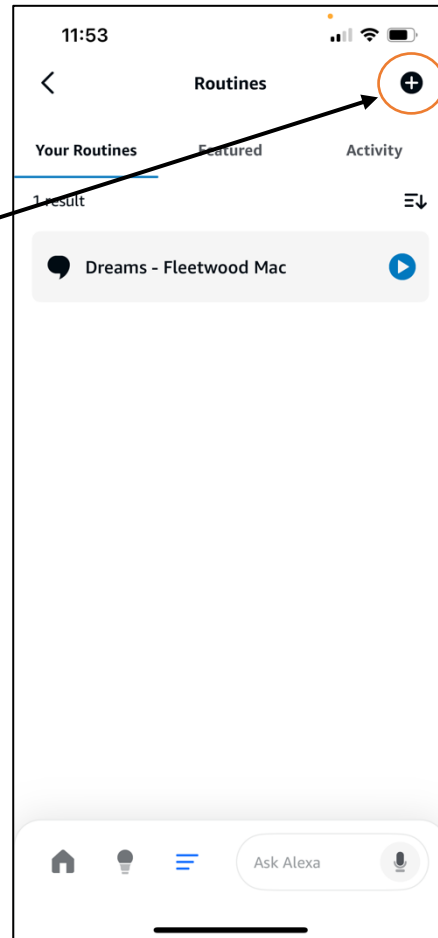 11:53
Routines
Your Routines Featured Activity
1 result
Dreams - Fleetwood Mac
Ask Alexa